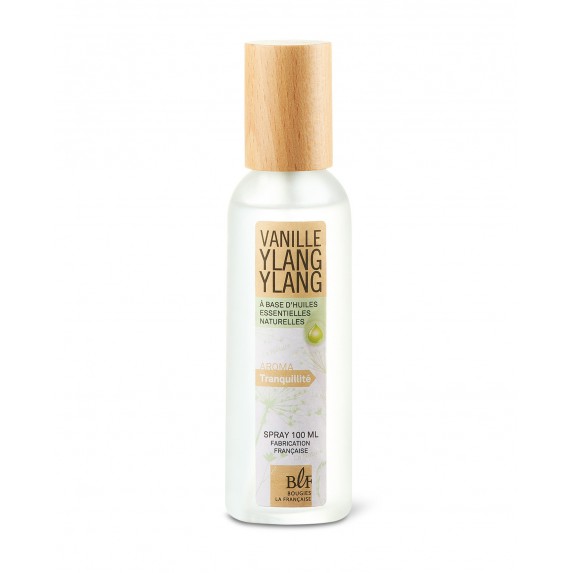 VANILLE
YLANG
YLANG
À BASE D'HUILES
ESSENTIELLES
NATURELLES
AROMA
Tranquillité
SPRAY 100 ML
FABRICATION
FRANÇAISE
BLF
BOUGIES
LA FRANÇAISE